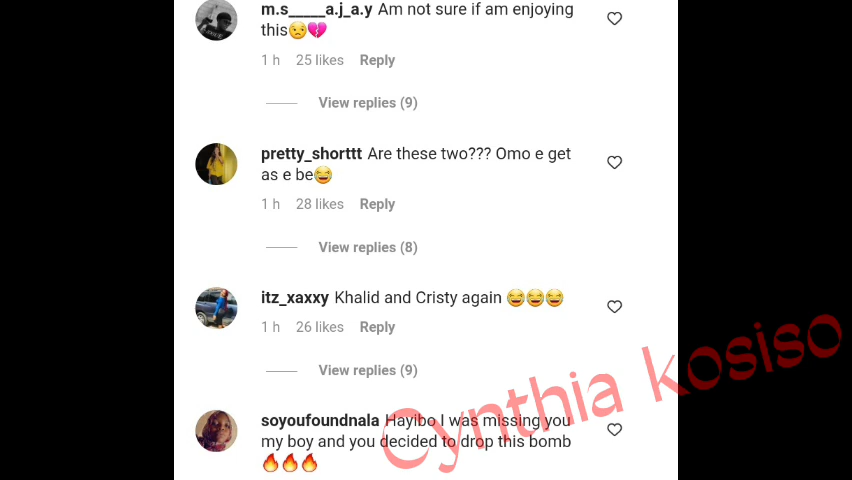 m.s_____a.j_a.y Am not sure if am enjoying
this😒💔
1 h 25 likes Reply
View replies (9)
pretty_shorttt Are these two??? Omo e get
as e be😆
1 h 28 likes Reply
View replies (8)
itz_xaxxy Khalid and Cristy again 😆😆😆
1 h 26 likes Reply
View replies (9)
soyoufoundnala Hayibo I was missing you
my boy and you decided to drop this bomb
🔥🔥🔥
Cynthia kosiso